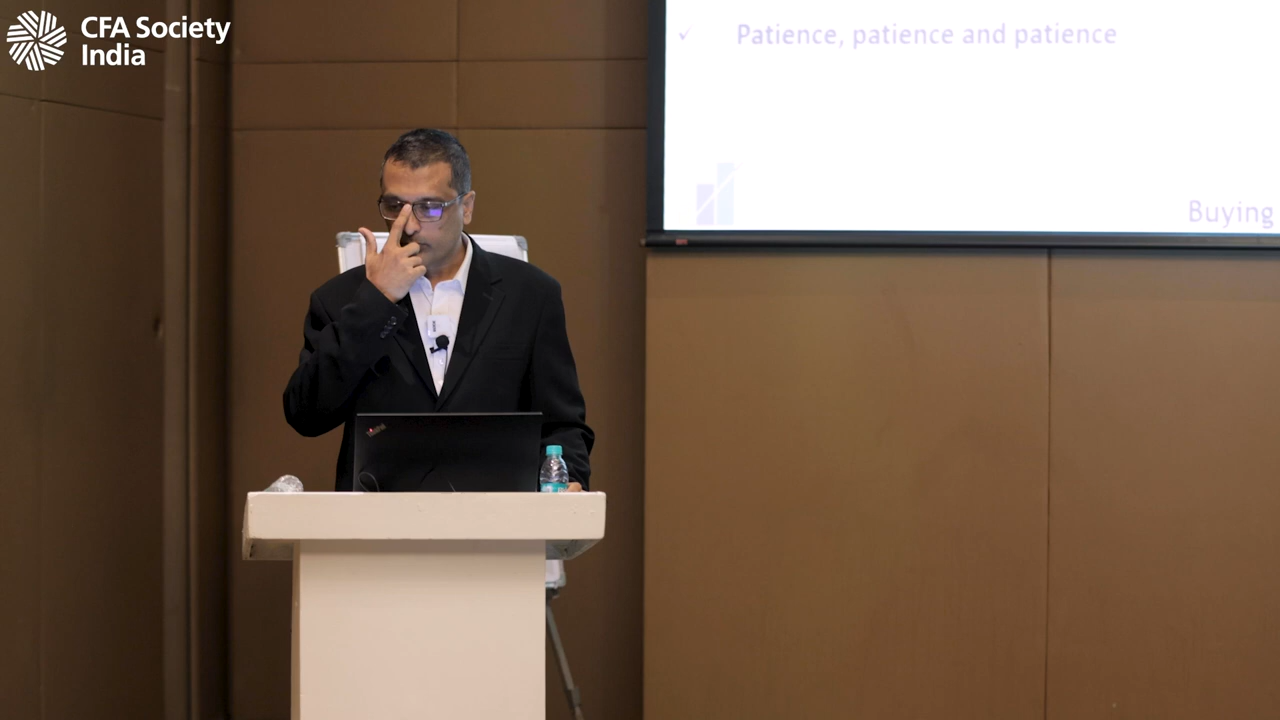 CFA Society
India
✓ Patience, patience and patience
Buying